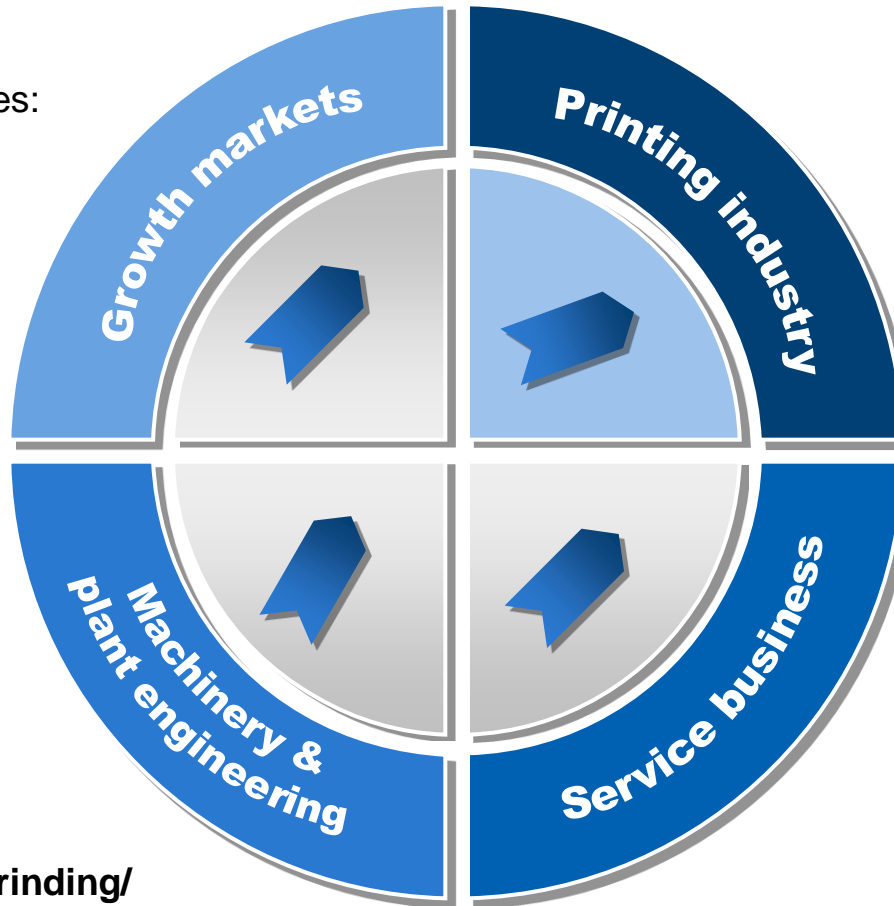 es:
Growth markets
Printing industry
Machinery &
plant engineering
Service business
rinding/